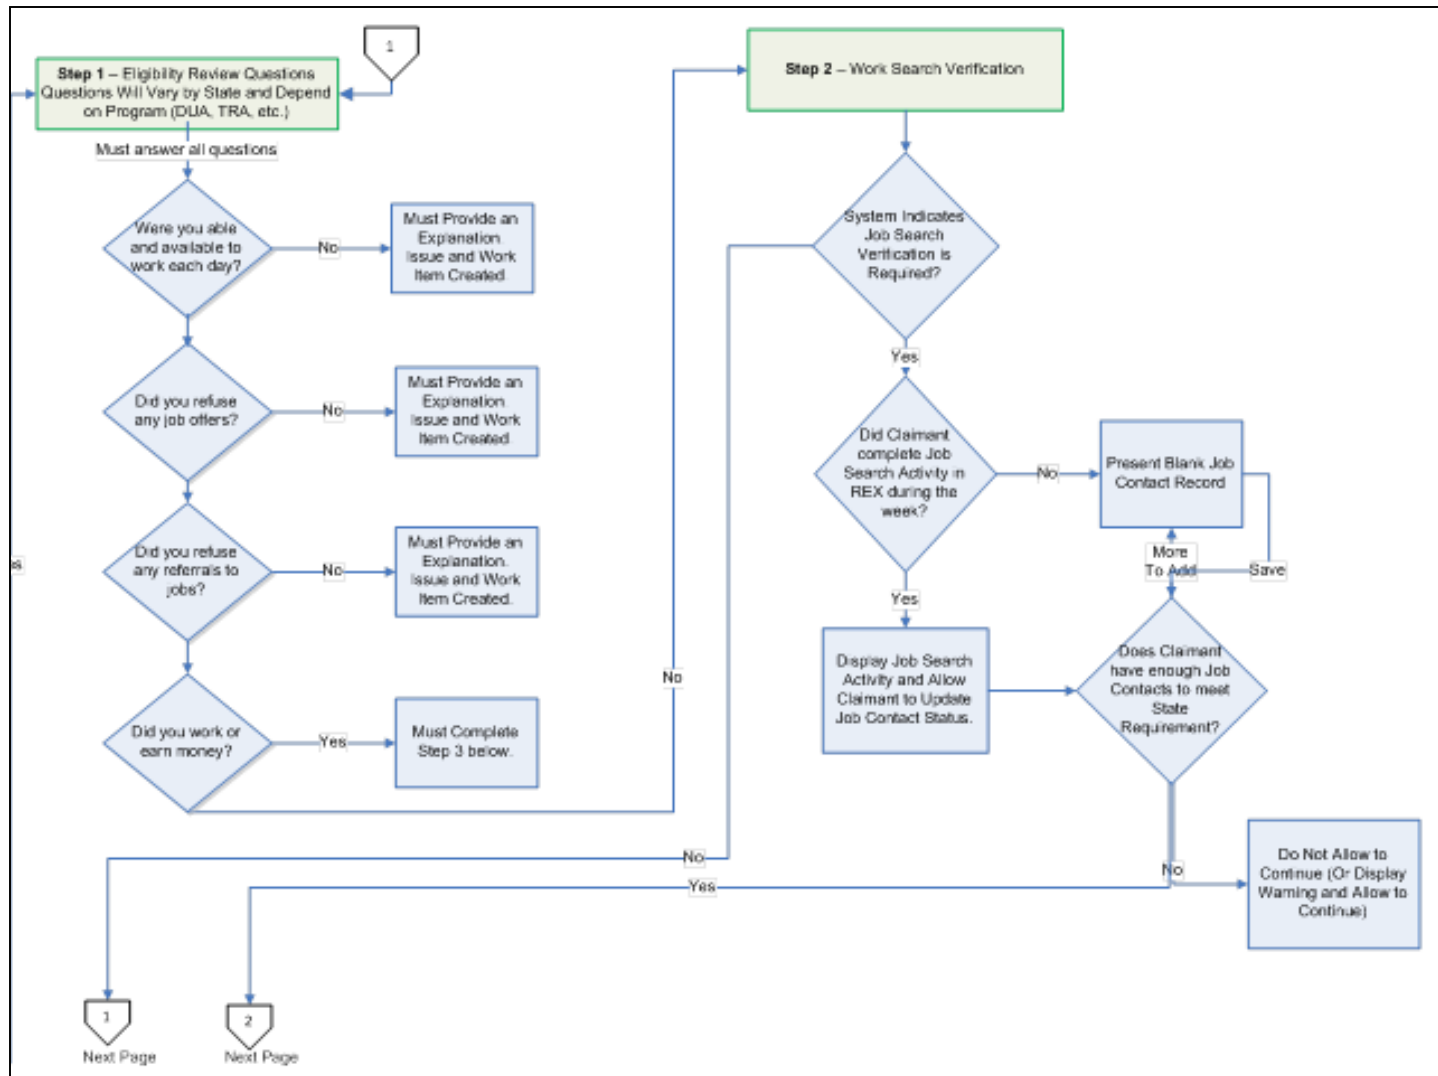 1
Step 1 – Eligibility Review Questions
Questions Will Vary by State and Depend
on Program (DUA, TRA, etc.)
Must answer all questions
Were you able
and available to
work each day?
No
Must Provide an
Explanation.
Issue and Work
Item Created.
Did you refuse
any job offers?
No
Must Provide an
Explanation.
Issue and Work
Item Created
Did you refuse
any referrals to
jobs?
No
Must Provide an
Explanation.
Issue and Work
Item Created.
Did you work or
earn money?
Yes
Must Complete
Step 3 below.
No
Step 2 – Work Search Verification
System Indicates
Job Search
Verification is
Required?
Yes
Did Claimant
complete Job
Search Activity in
REX during the
week?
No
Present Blank Job
Contact Record
More
To Add
Save
Yes
Display Job Search
Activity and Allow
Claimant to Update
Job Contact Status.
Does Claimant
have enough Job
Contacts to meet
State
Requirement?
No
Do Not Allow to
Continue (Or Display
Warning and Allow to
Continue)
No
Yes
1
Next Page
2
Next Page